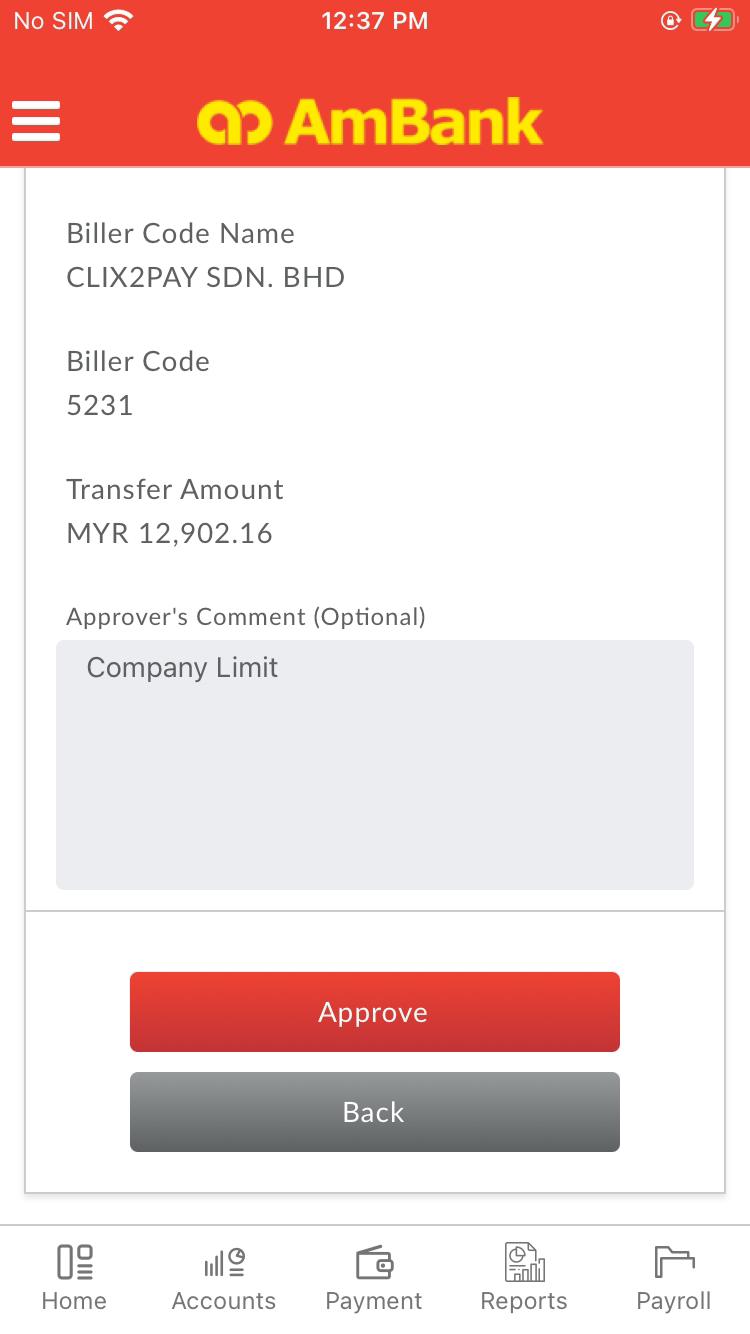 No SIM 12:37 PM
AmBank
Biller Code Name
CLIX2PAY SDN. BHD
Biller Code
5231
Transfer Amount
MYR 12,902.16
Approver's Comment (Optional)
Company Limit
Approve
Back
Home Accounts Payment Reports Payroll